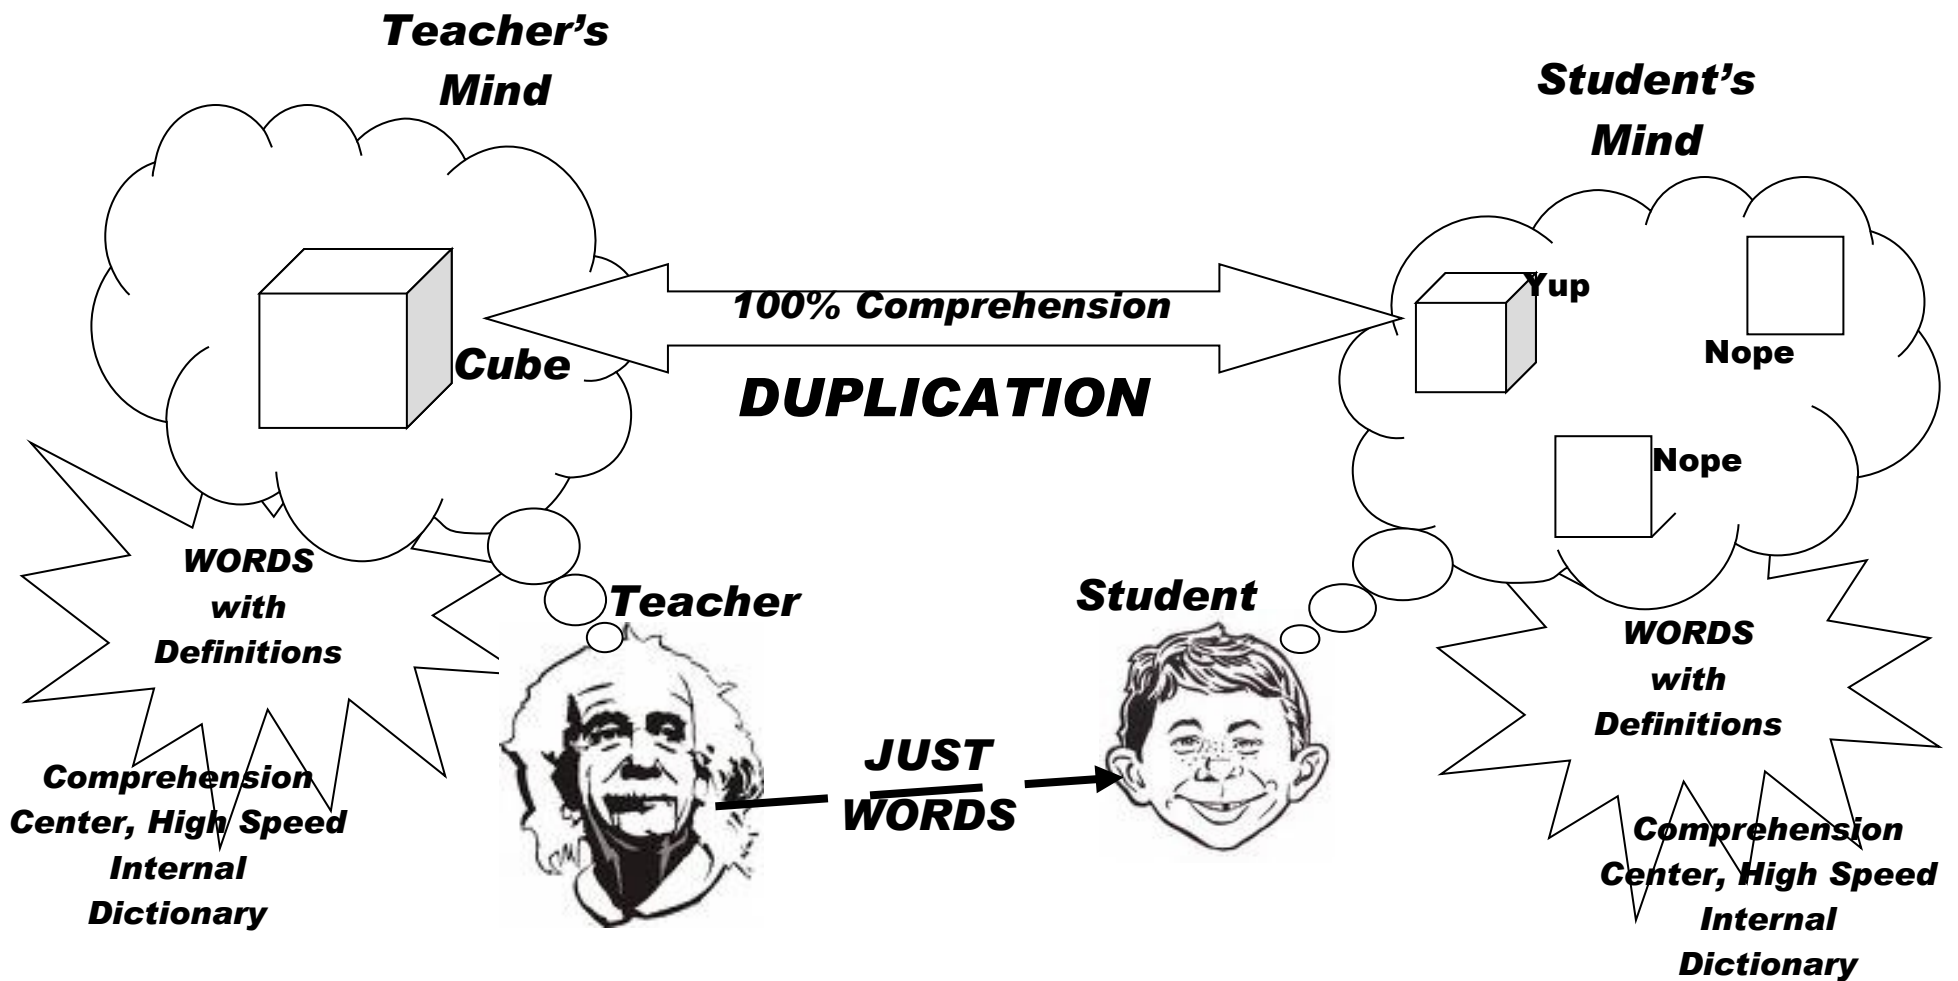 Teacher’s
Mind
Student’s
Mind
Yup
Nope
100% Comprehension
Cube
DUPLICATION
Nope
WORDS
with
Definitions
Teacher
Student
WORDS
with
Definitions
JUST
WORDS
Comprehension
Center, High Speed
Internal
Dictionary
Comprehension
Center, High Speed
Internal
Dictionary